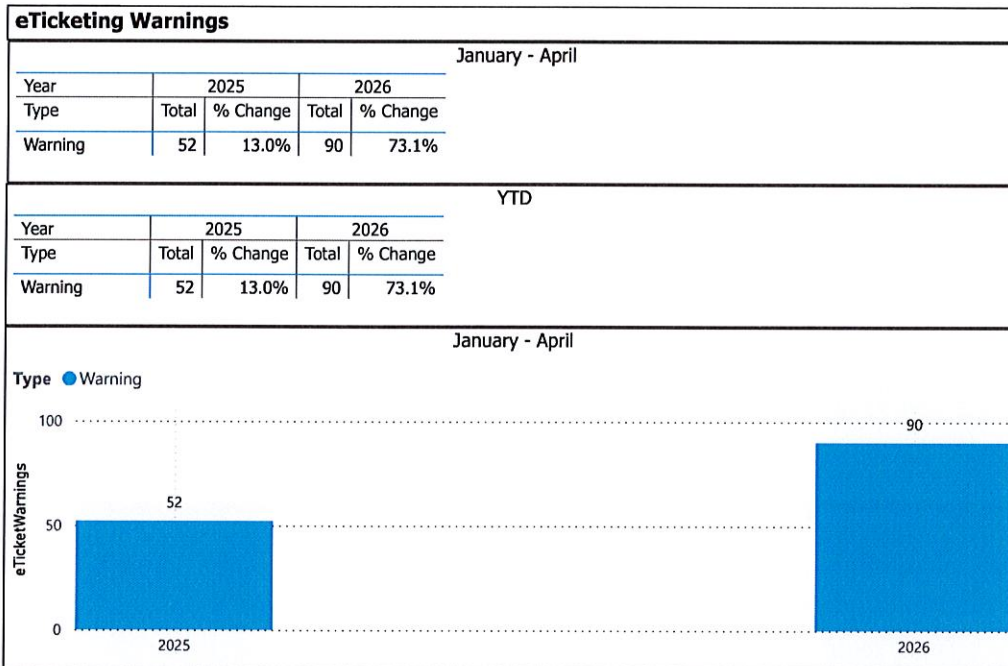 eTicketing Warnings
January - April
Year 2025 2026
Type Total % Change Total % Change
Warning 52 13.0% 90 73.1%
YTD
Year 2025 2026
Type Total % Change Total % Change
Warning 52 13.0% 90 73.1%
January - April
Type Warning
100
90
52
50
eTicketWarnings
0
2025 2026